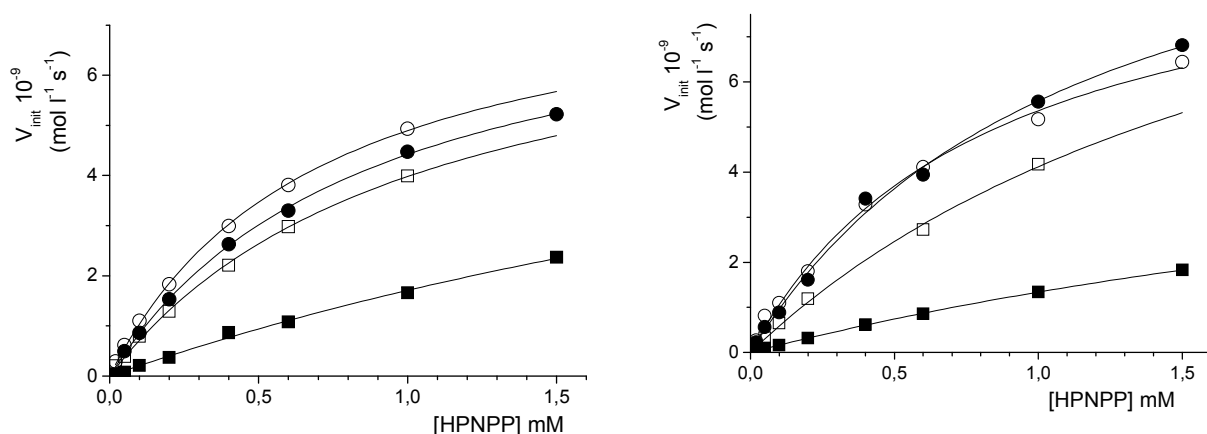 V_init 10^-9
(mol l^-1 s^-1)
6
4
2
0
0,0 0,5 1,0 1,5
[HPNPP] mM
V_init 10^-9
(mol l^-1 s^-1)
6
4
2
0
0,0 0,5 1,0 1,5
[HPNPP] mM